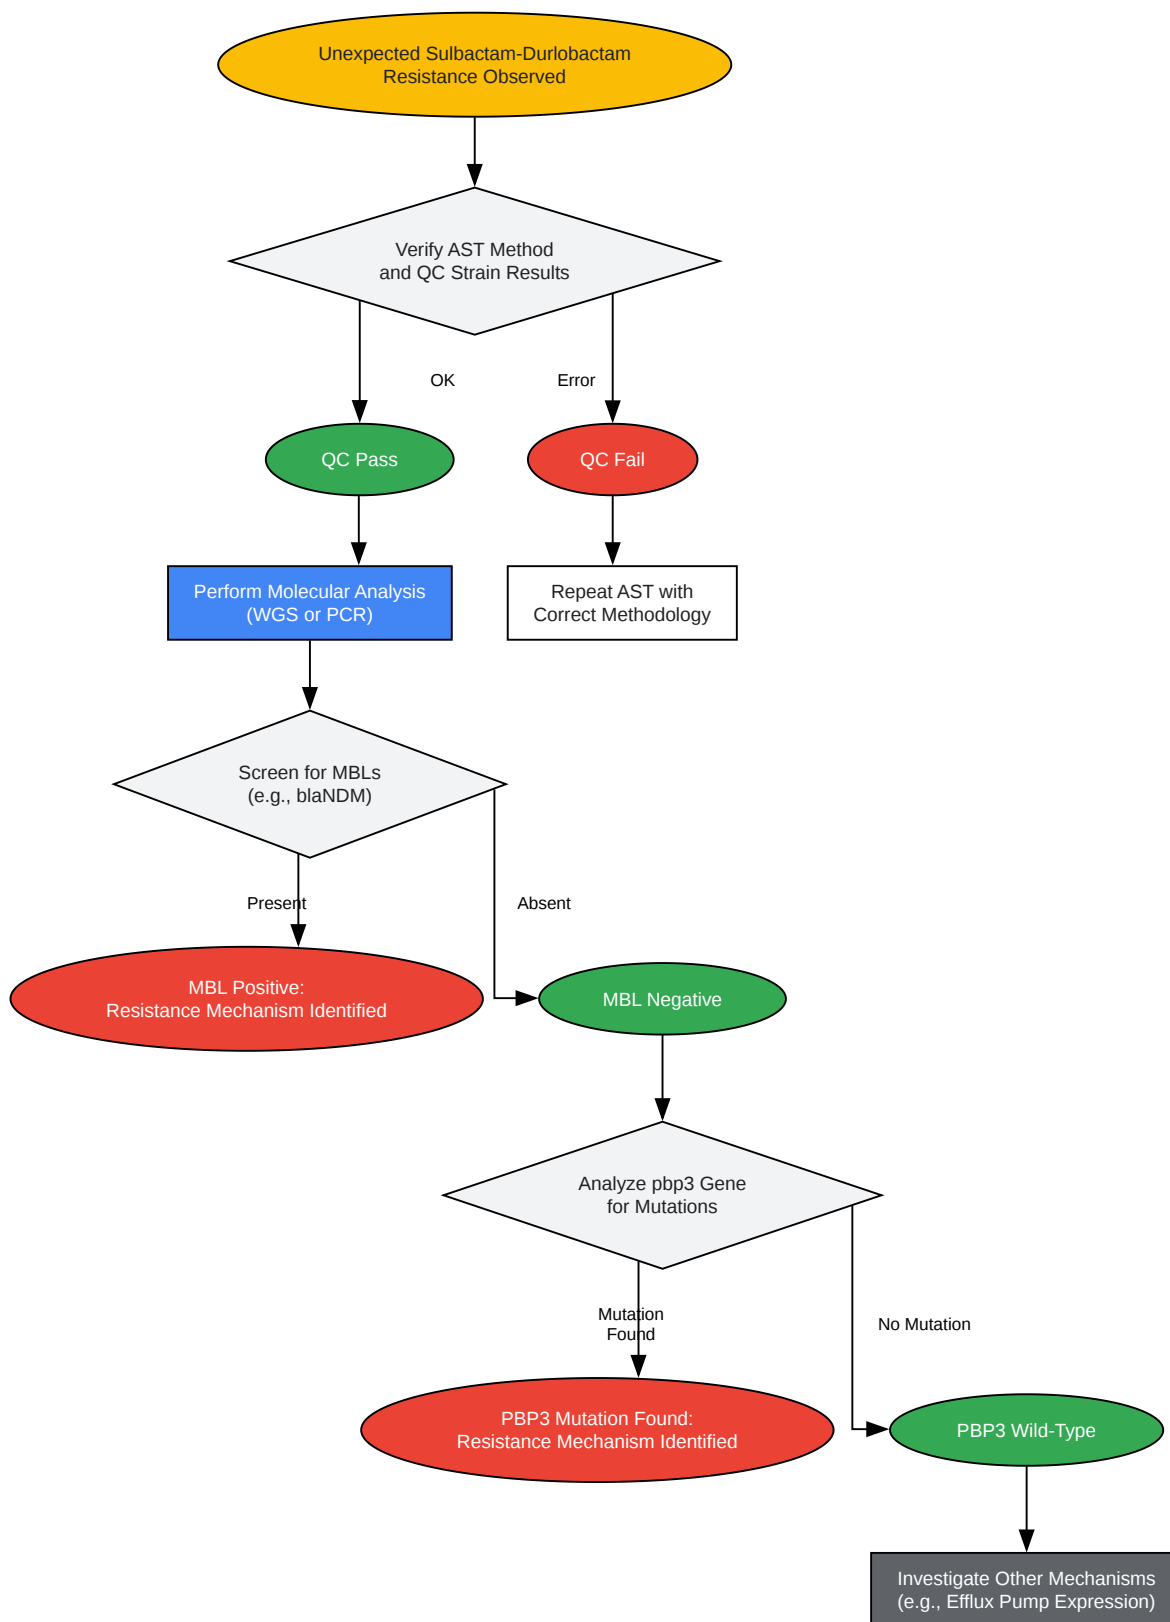 Unexpected Sulbactam-Durlobactam
Resistance Observed
Verify AST Method
and QC Strain Results
OK
Error
QC Pass
QC Fail
Perform Molecular Analysis
(WGS or PCR)
Repeat AST with
Correct Methodology
Screen for MBLs
(e.g., blaNDM)
Present
Absent
MBL Positive:
Resistance Mechanism Identified
MBL Negative
Analyze pbp3 Gene
for Mutations
Mutation
Found
No Mutation
PBP3 Mutation Found:
Resistance Mechanism Identified
PBP3 Wild-Type
Investigate Other Mechanisms
(e.g., Efflux Pump Expression)